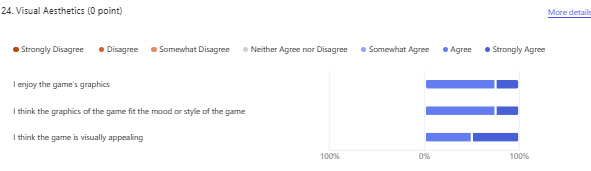 24. Visual Aesthetics (0 point)
More details
Strongly Disagree Disagree Somewhat Disagree Neither Agree nor Disagree Somewhat Agree Agree Strongly Agree
I enjoy the game's graphics
I think the graphics of the game fit the mood or style of the game
I think the game is visually appealing
100% 0% 100%